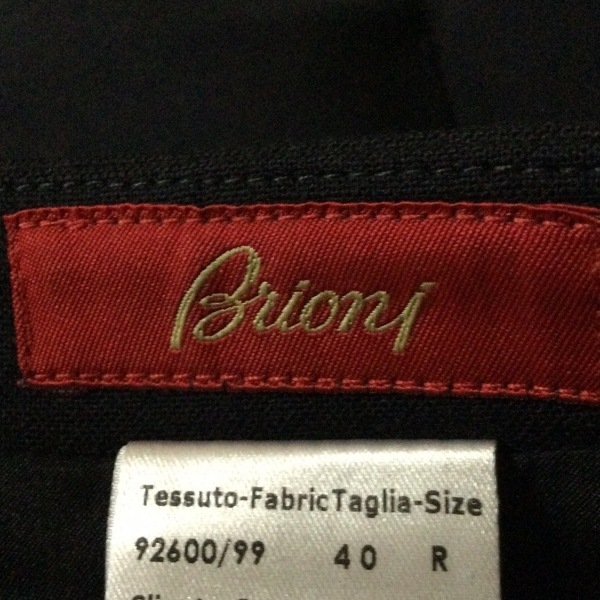 Brioni
Tessuto-Fabric Taglia-Size
92600/99 40 R